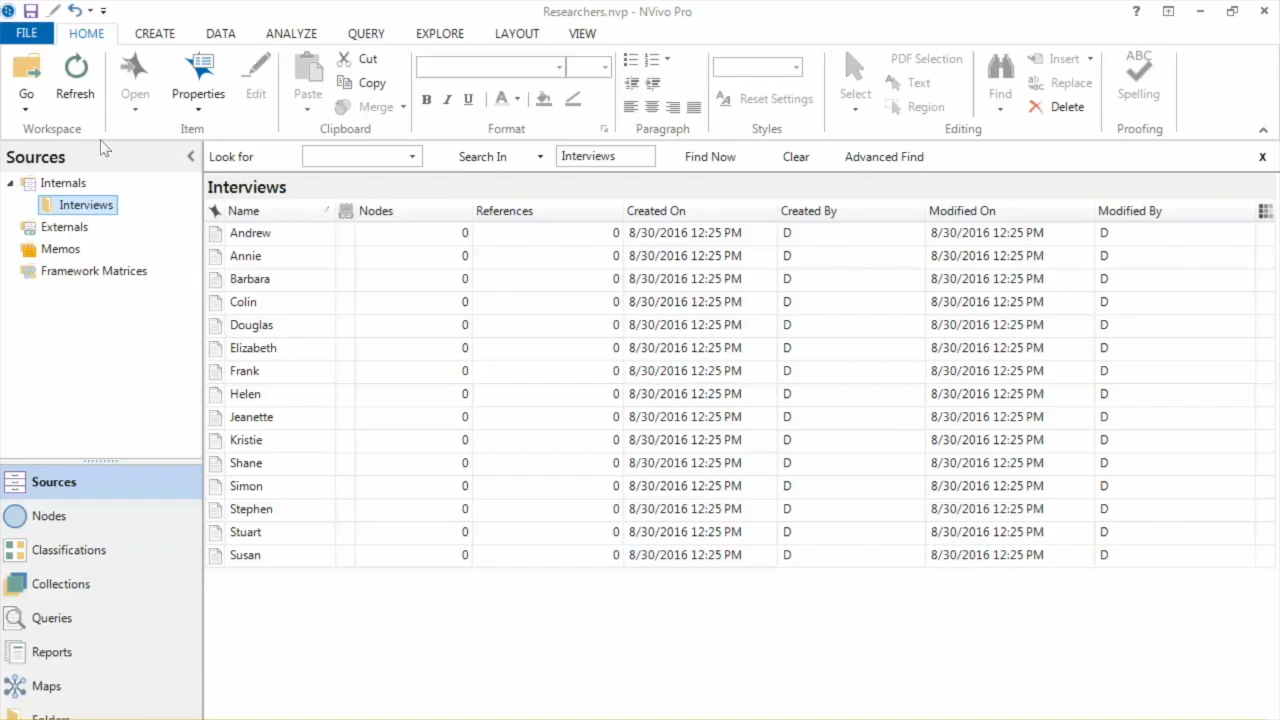 Researchers.nvp - NVivo Pro
?
FILE HOME CREATE DATA ANALYZE QUERY EXPLORE LAYOUT VIEW
Go Refresh Open Properties Edit Paste Cut Copy Merge
B I U A
Reset Settings
Select PDF Selection Text Region Find Insert Replace Delete ABC Spelling
Workspace Item Clipboard Format Paragraph Styles Editing Proofing
Sources
Look for Search In Interviews Find Now Clear Advanced Find x
Internals
Interviews
Externals
Memos
Framework Matrices
Interviews
Name Nodes References Created On Created By Modified On Modified By
Andrew 0 0 8/30/2016 12:25 PM D 8/30/2016 12:25 PM D
Annie 0 0 8/30/2016 12:25 PM D 8/30/2016 12:25 PM D
Barbara 0 0 8/30/2016 12:25 PM D 8/30/2016 12:25 PM D
Colin 0 0 8/30/2016 12:25 PM D 8/30/2016 12:25 PM D
Douglas 0 0 8/30/2016 12:25 PM D 8/30/2016 12:25 PM D
Elizabeth 0 0 8/30/2016 12:25 PM D 8/30/2016 12:25 PM D
Frank 0 0 8/30/2016 12:25 PM D 8/30/2016 12:25 PM D
Helen 0 0 8/30/2016 12:25 PM D 8/30/2016 12:25 PM D
Jeanette 0 0 8/30/2016 12:25 PM D 8/30/2016 12:25 PM D
Kristie 0 0 8/30/2016 12:25 PM D 8/30/2016 12:25 PM D
Shane 0 0 8/30/2016 12:25 PM D 8/30/2016 12:25 PM D
Simon 0 0 8/30/2016 12:25 PM D 8/30/2016 12:25 PM D
Stephen 0 0 8/30/2016 12:25 PM D 8/30/2016 12:25 PM D
Stuart 0 0 8/30/2016 12:25 PM D 8/30/2016 12:25 PM D
Susan 0 0 8/30/2016 12:25 PM D 8/30/2016 12:25 PM D
Sources
Nodes
Classifications
Collections
Queries
Reports
Maps
Folders